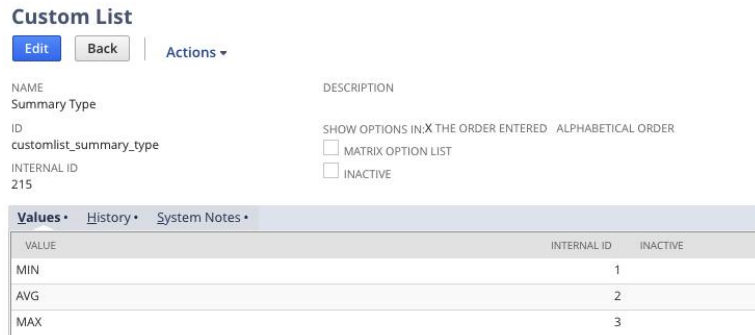 Custom List
Edit Back Actions
NAME
Summary Type
DESCRIPTION
ID
customlist_summary_type
SHOW OPTIONS IN:X THE ORDER ENTERED ALPHABETICAL ORDER
MATRIX OPTION LIST
INTERNAL ID
215
INACTIVE
Values • History • System Notes •
VALUE INTERNAL ID INACTIVE
MIN 1
AVG 2
MAX 3